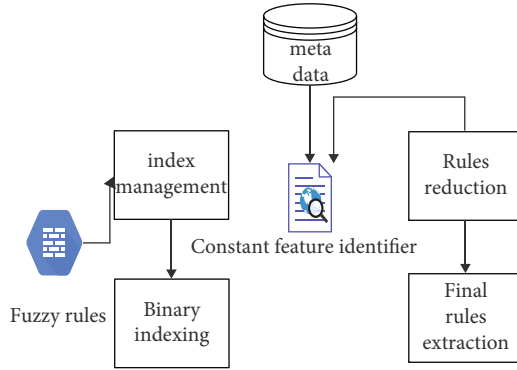 meta
data
index
management
Rules
reduction
Constant feature identifier
Fuzzy rules
Binary
indexing
Final
rules
extraction